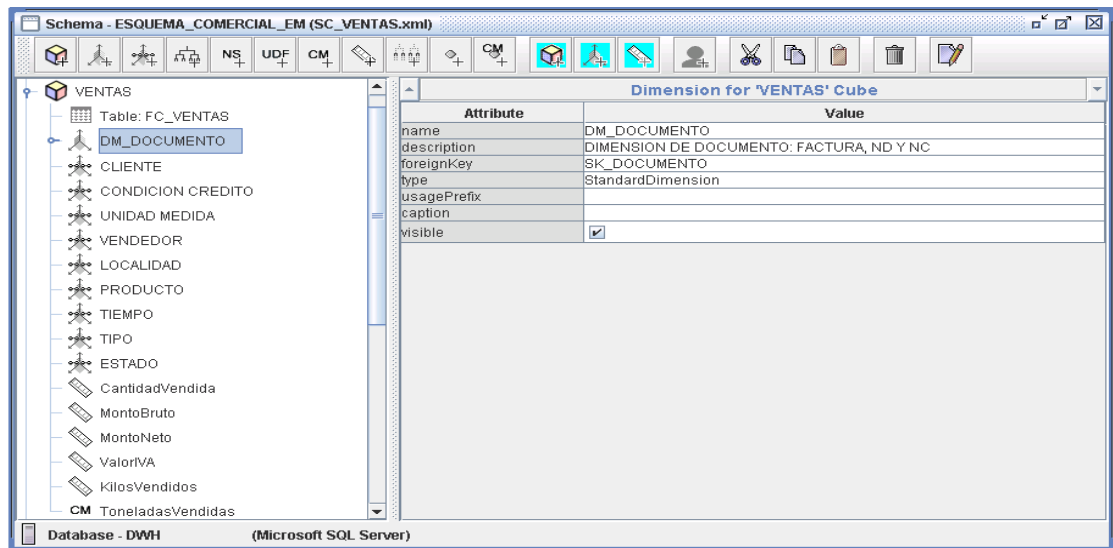 Schema - ESQUEMA_COMERCIAL_EM (SC_VENTAS.xml)
NS UDF CM CM
VENTAS
Table: FC_VENTAS
DM_DOCUMENTO
CLIENTE
CONDICION CREDITO
UNIDAD MEDIDA
VENDEDOR
LOCALIDAD
PRODUCTO
TIEMPO
TIPO
ESTADO
CantidadVendida
MontoBruto
MontoNeto
ValorIVA
KilosVendidos
CM ToneladasVendidas
Dimension for 'VENTAS' Cube
Attribute Value
name DM_DOCUMENTO
description DIMENSION DE DOCUMENTO: FACTURA, ND Y NC
foreignKey SK_DOCUMENTO
type StandardDimension
usagePrefix
caption
visible
Database - DWH (Microsoft SQL Server)